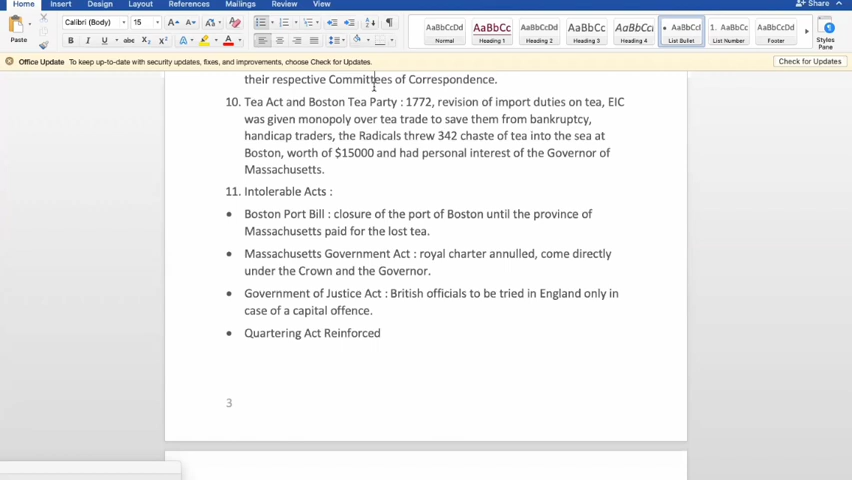 Home Insert Design Layout References Mailings Review View Share
Paste Calibri (Body) 15 A A
B I U abc X₂ X² A A
AaBbCcDd AaBbCc AaBbCcDd AaBbCcDd AaBbCcDc AaBbCcI 1. AaBbCcD AaBbCcDd
Normal Heading 1 Heading 2 Heading 3 Heading 4 List Bullet List Number Footer Styles Pane
Office Update To keep up-to-date with security updates, fixes, and improvements, choose Check for Updates. Check for Updates
their respective Committees of Correspondence.
10. Tea Act and Boston Tea Party : 1772, revision of import duties on tea, EIC
was given monopoly over tea trade to save them from bankruptcy,
handicap traders, the Radicals threw 342 chaste of tea into the sea at
Boston, worth of $15000 and had personal interest of the Governor of
Massachusetts.
11. Intolerable Acts :
• Boston Port Bill : closure of the port of Boston until the province of
Massachusetts paid for the lost tea.
• Massachusetts Government Act : royal charter annulled, come directly
under the Crown and the Governor.
• Government of Justice Act : British officials to be tried in England only in
case of a capital offence.
• Quartering Act Reinforced
3